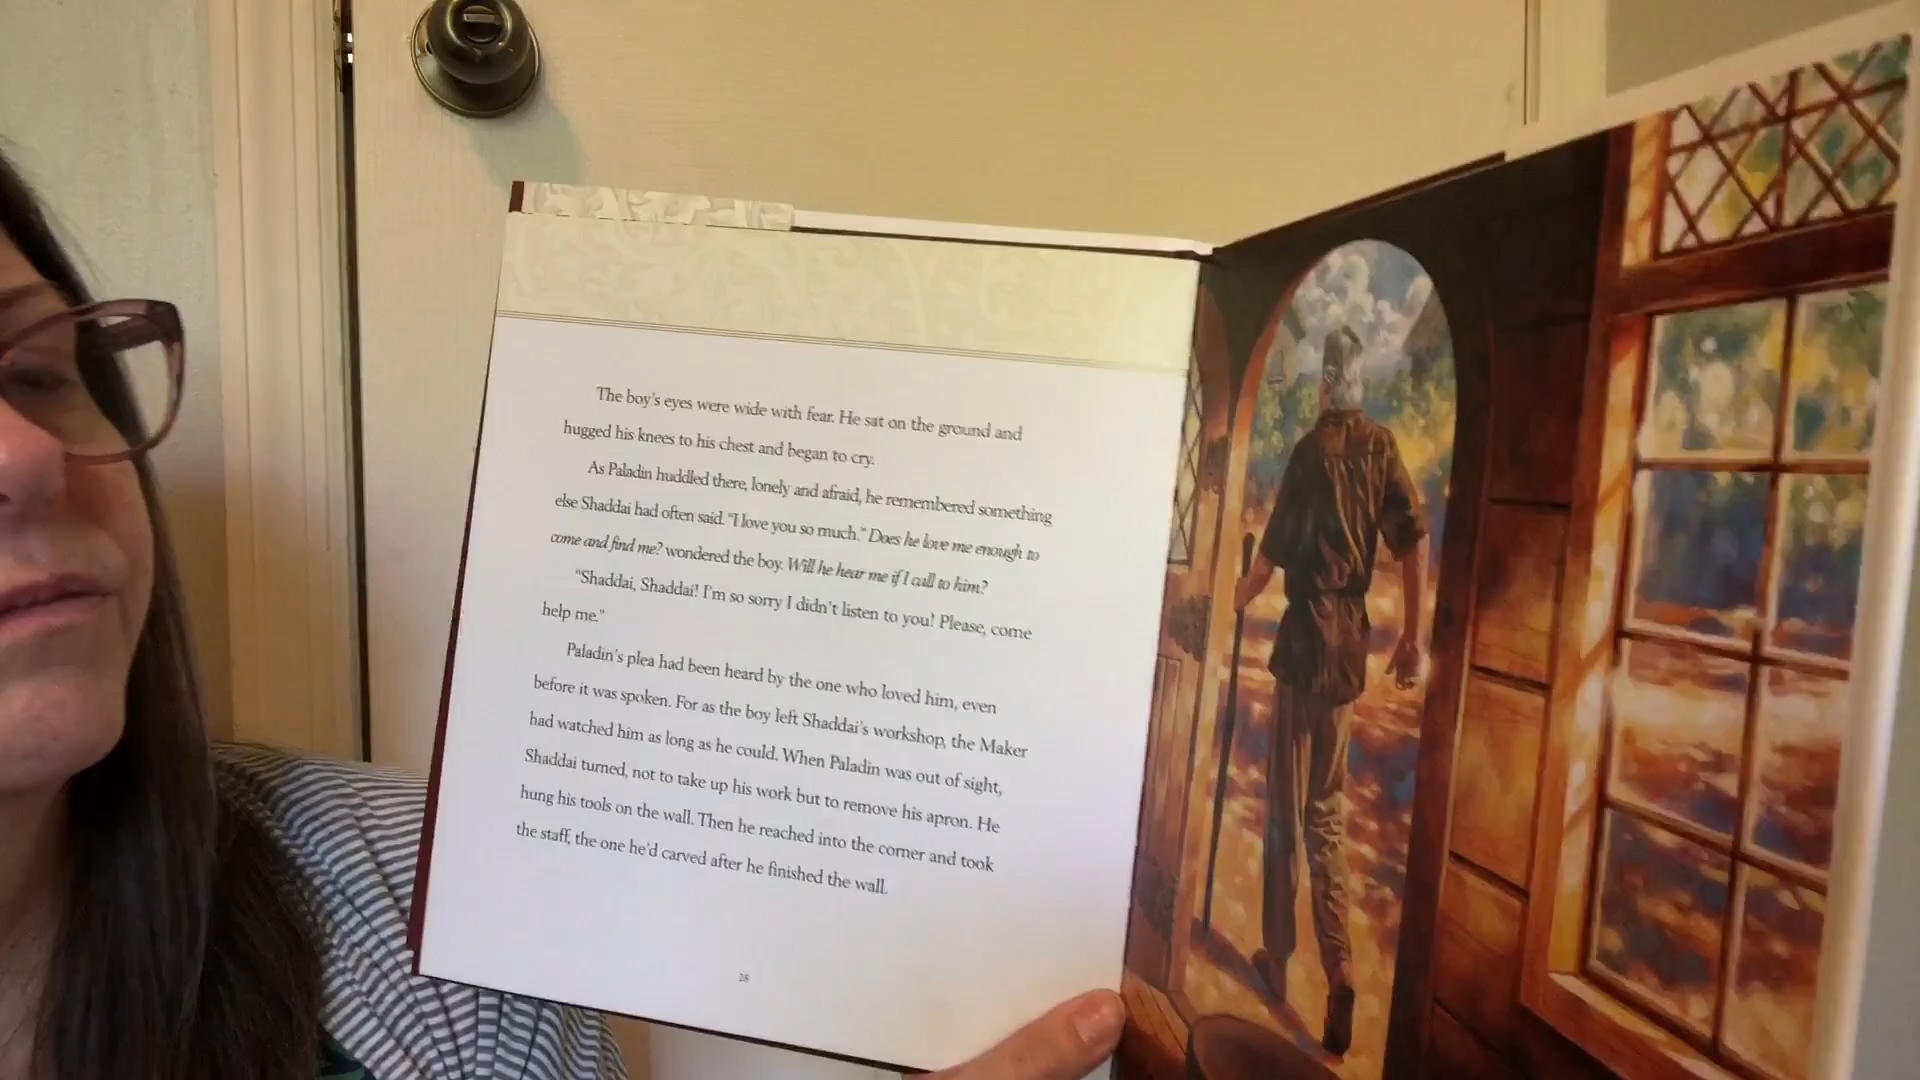 The boy's eyes were wide with fear. He sat on the ground and
hugged his knees to his chest and began to cry.
As Paladin huddled there, lonely and afraid, he remembered something
else Shaddai had often said. "I love you so much." Does he love me enough to
come and find me? wondered the boy. Will he hear me if I call to him?
"Shaddai, Shaddai! I'm so sorry I didn't listen to you! Please, come
help me."
Paladin's plea had been heard by the one who loved him, even
before it was spoken. For as the boy left Shaddai's workshop, the Maker
had watched him as long as he could. When Paladin was out of sight,
Shaddai turned, not to take up his work but to remove his apron. He
hung his tools on the wall. Then he reached into the corner and took
the staff, the one he'd carved after he finished the wall.
28